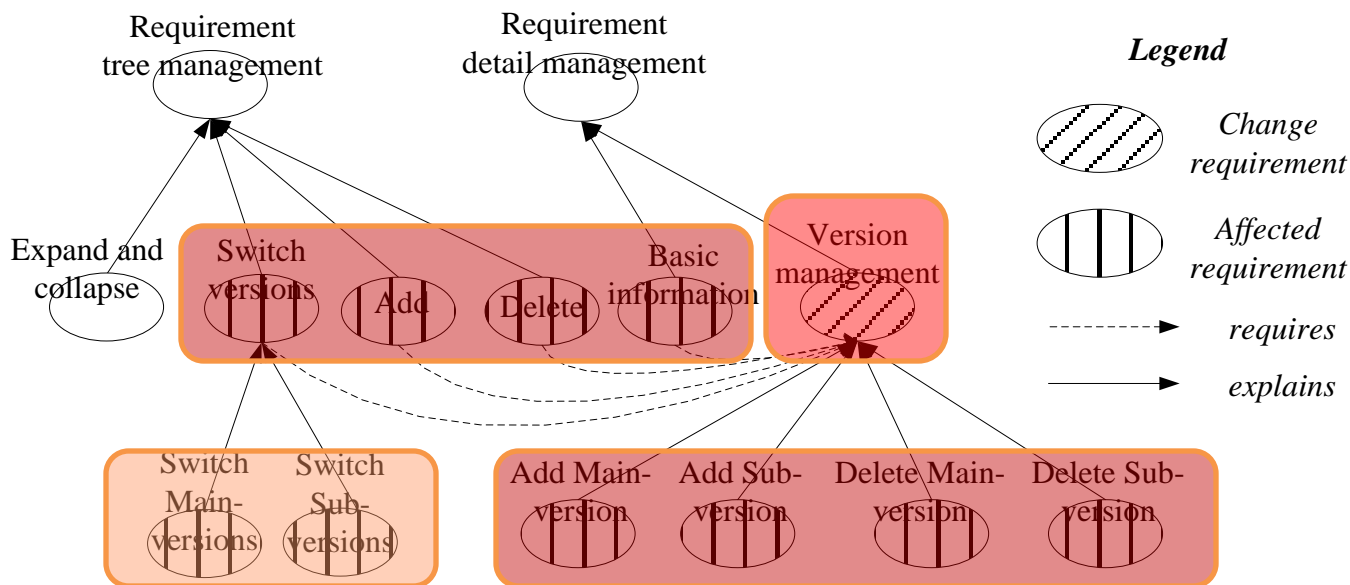 Requirement
tree management
Requirement
detail management
Legend
Change
requirement
Affected
requirement
requires
explains
Expand and
collapse
Switch
versions
Add
Delete
Basic
information
Version
management
Switch
Main-
versions
Switch
Sub-
versions
Add Main-
version
Add Sub-
version
Delete Main-
version
Delete Sub-
version